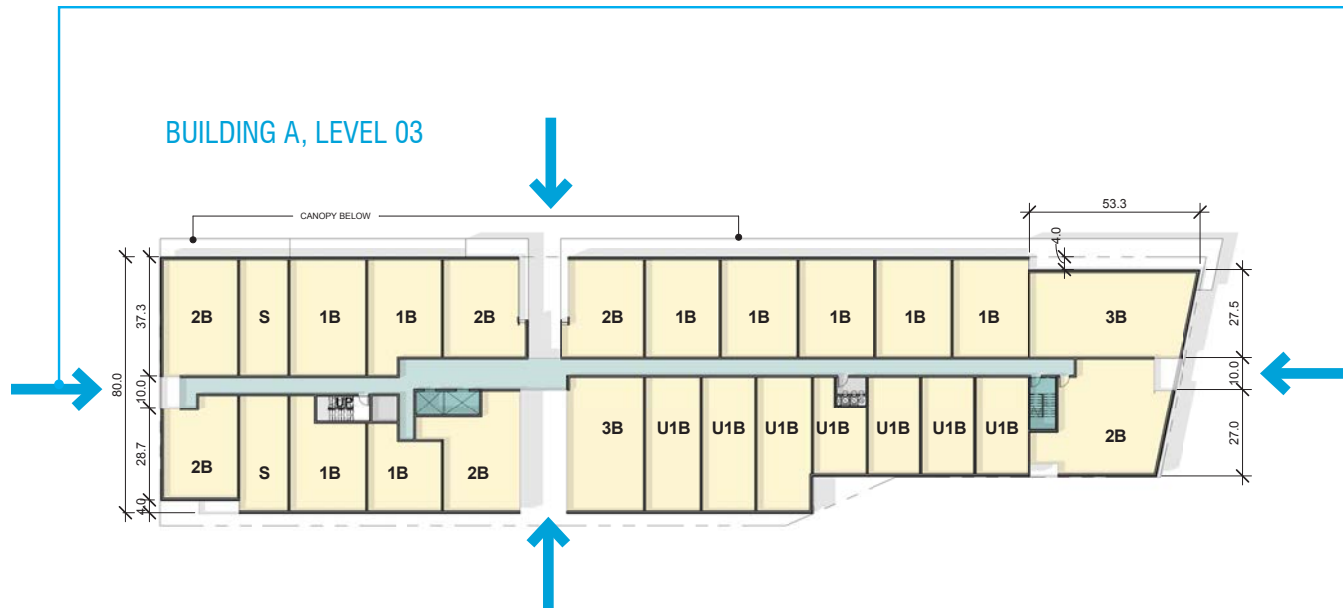 BUILDING A, LEVEL 03
CANOPY BELOW
53.3
4.0
80.0
37.3
10.0
28.7
4.0
2B
S
1B
1B
2B
2B
1B
1B
1B
1B
1B
3B
27.5
10.0
27.0
UP
2B
S
1B
1B
2B
3B
U1B
U1B
U1B
U1B
U1B
U1B
U1B
2B